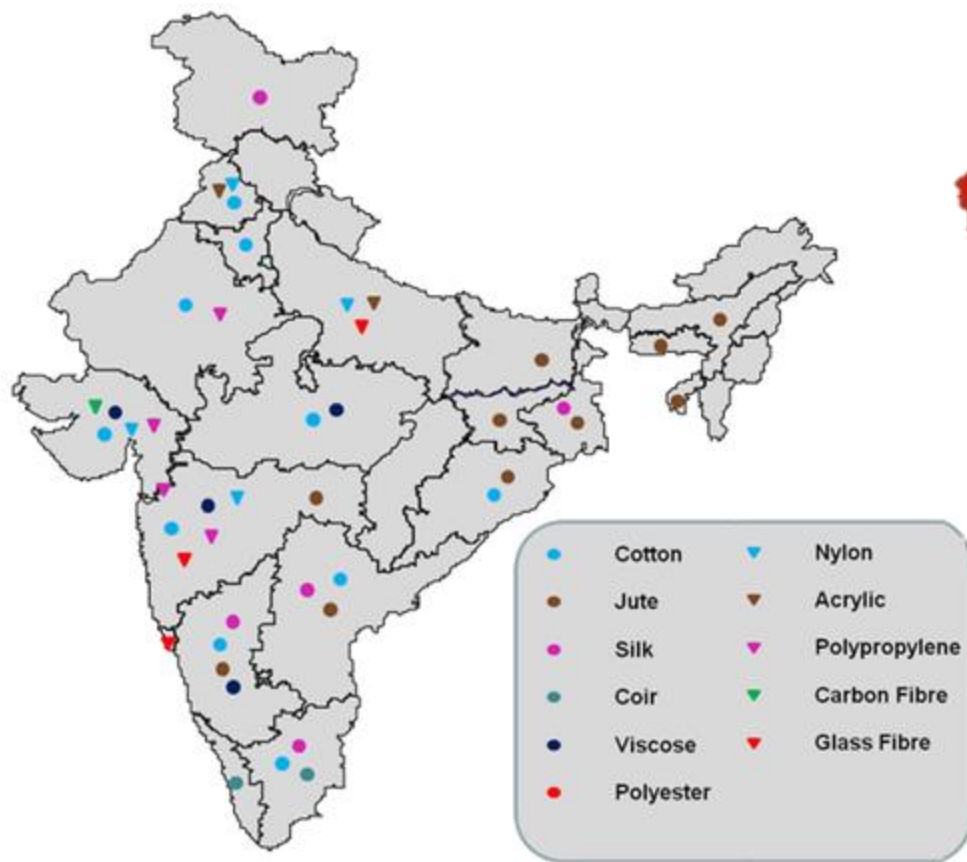 Cotton
Nylon
Jute
Acrylic
Silk
Polypropylene
Coir
Carbon Fibre
Viscose
Glass Fibre
Polyester